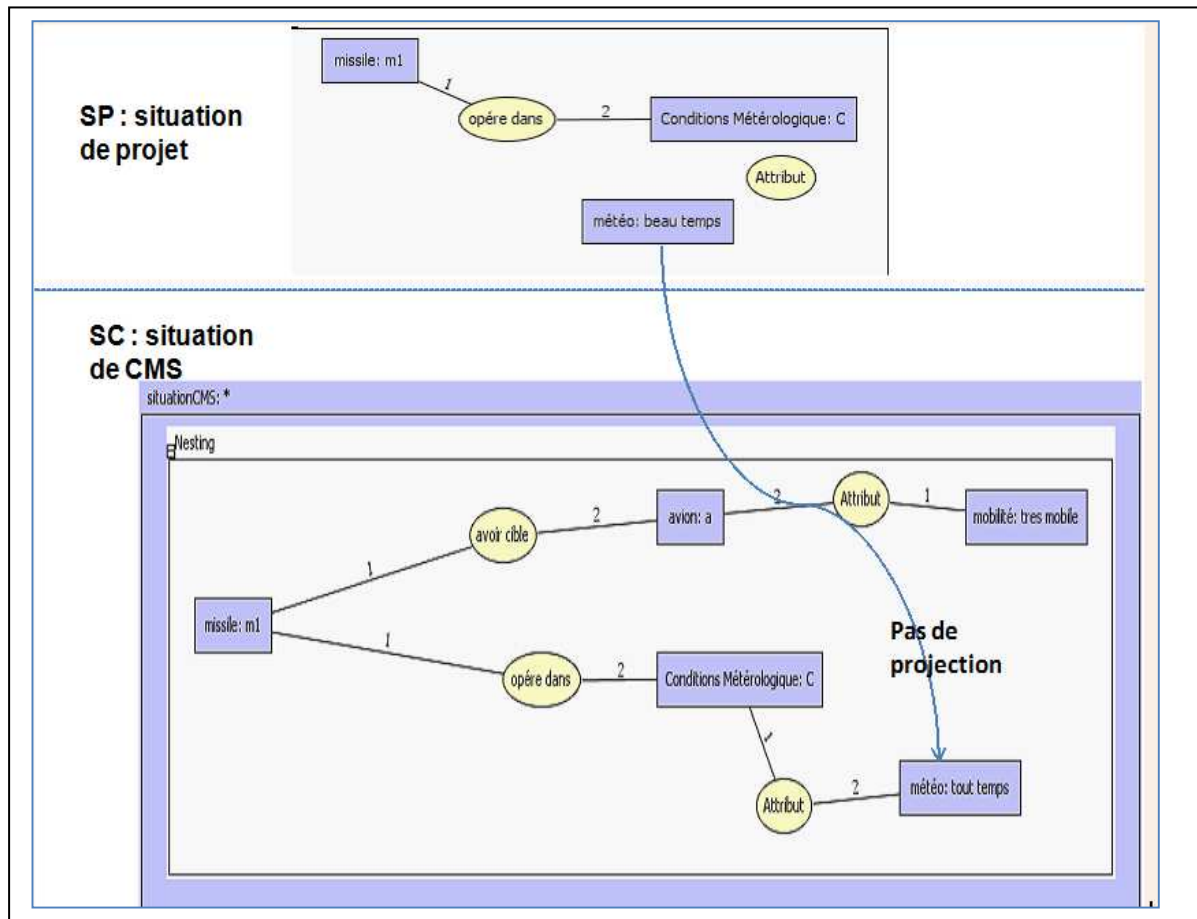 missile: m1
1
SP : situation
de projet
opére dans
2
Conditions Métérologique: C
Attribut
météo: beau temps
SC : situation
de CMS
situationCMS: *
Nesting
avoir cible
2
avion: a
2
Attribut
1
mobilité: tres mobile
1
missile: m1
1
Pas de
projection
opére dans
2
Conditions Métérologique: C
1
Attribut
2
météo: tout temps